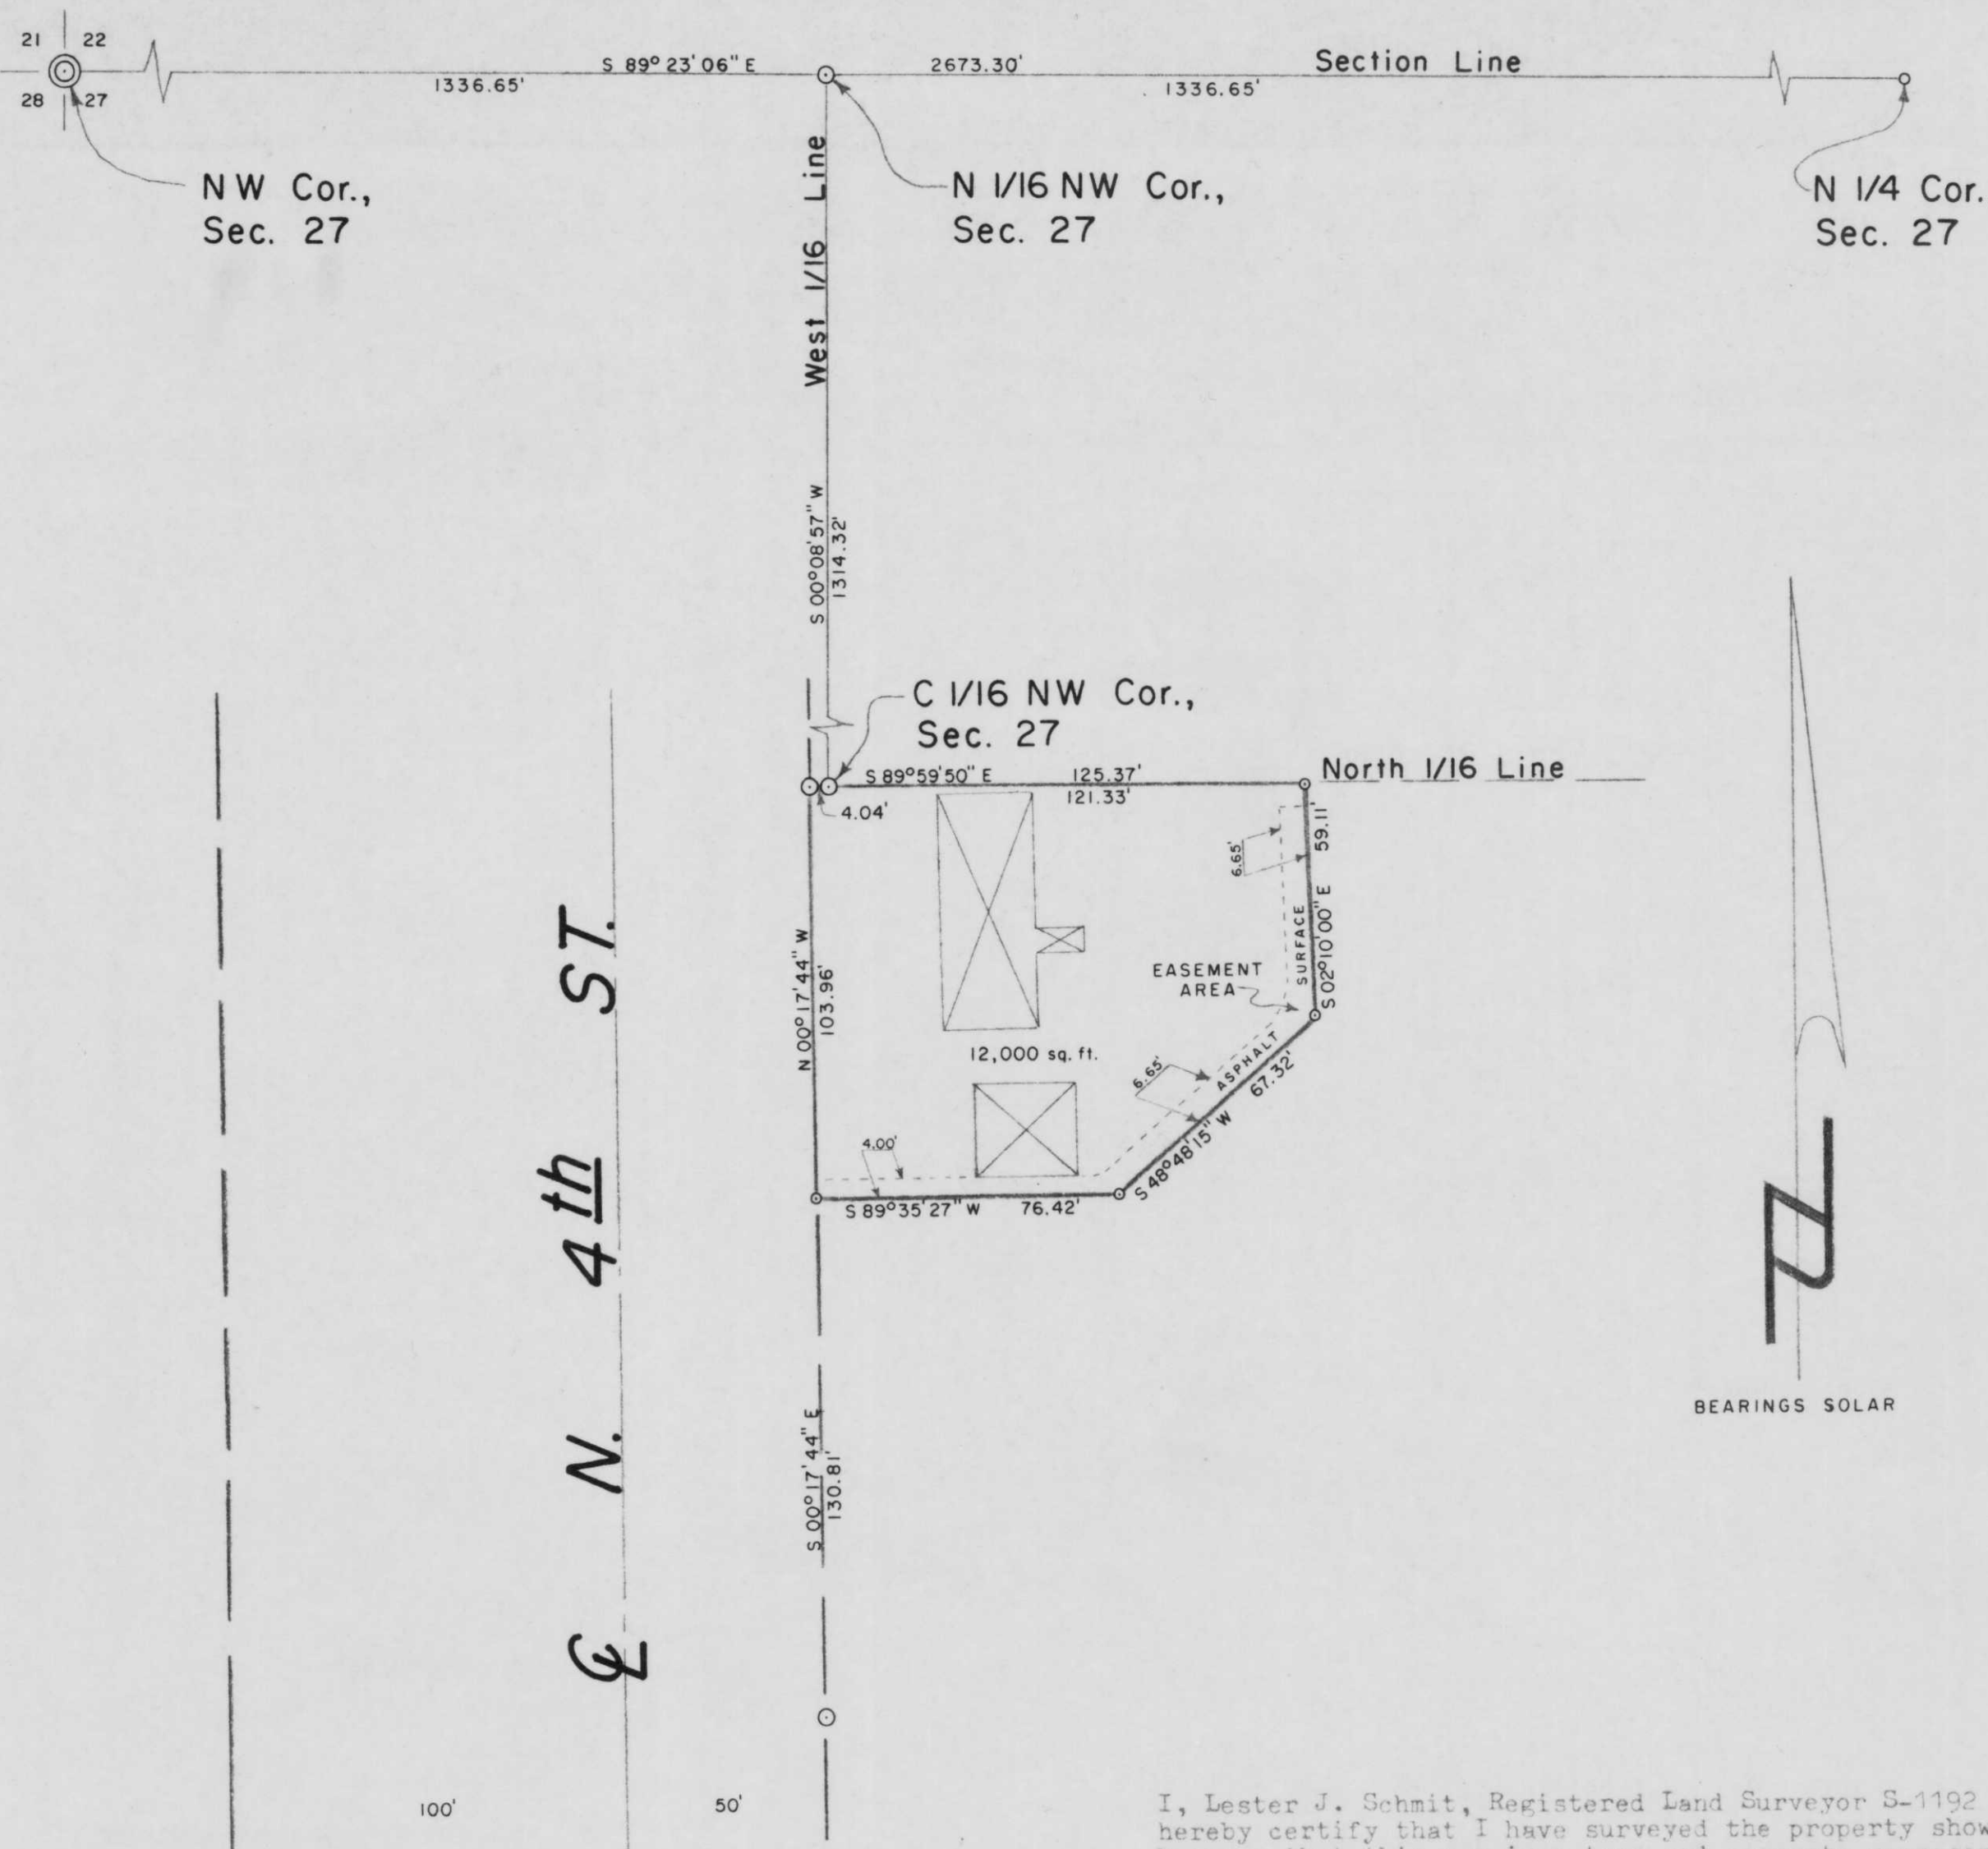 21 22
28 27
S 89° 23' 06" E
1336.65'
2673.30'
1336.65'
Section Line
NW Cor.,
Sec. 27
N 1/16 NW Cor.,
Sec. 27
N 1/4 Cor.
Sec. 27
West 1/16 Line
S 00°08'57" W
1314.32'
C 1/16 NW Cor.,
Sec. 27
S 89°59'50" E
125.37'
121.33'
North 1/16 Line
4.04'
6.65'
59.11'
S 02°10'00" E
SURFACE
EASEMENT
AREA
N 00°17'44" W
103.96'
12,000 sq. ft.
6.65'
ASPHALT
67.32'
S 48°48'15" W
4.00'
S 89°35'27" W
76.42'
℄ N. 4th ST.
S 00°17'44" E
130.81'
BEARINGS SOLAR
100'
50'
I, Lester J. Schmit, Registered Land Surveyor S-1192
hereby certify that I have surveyed the property show